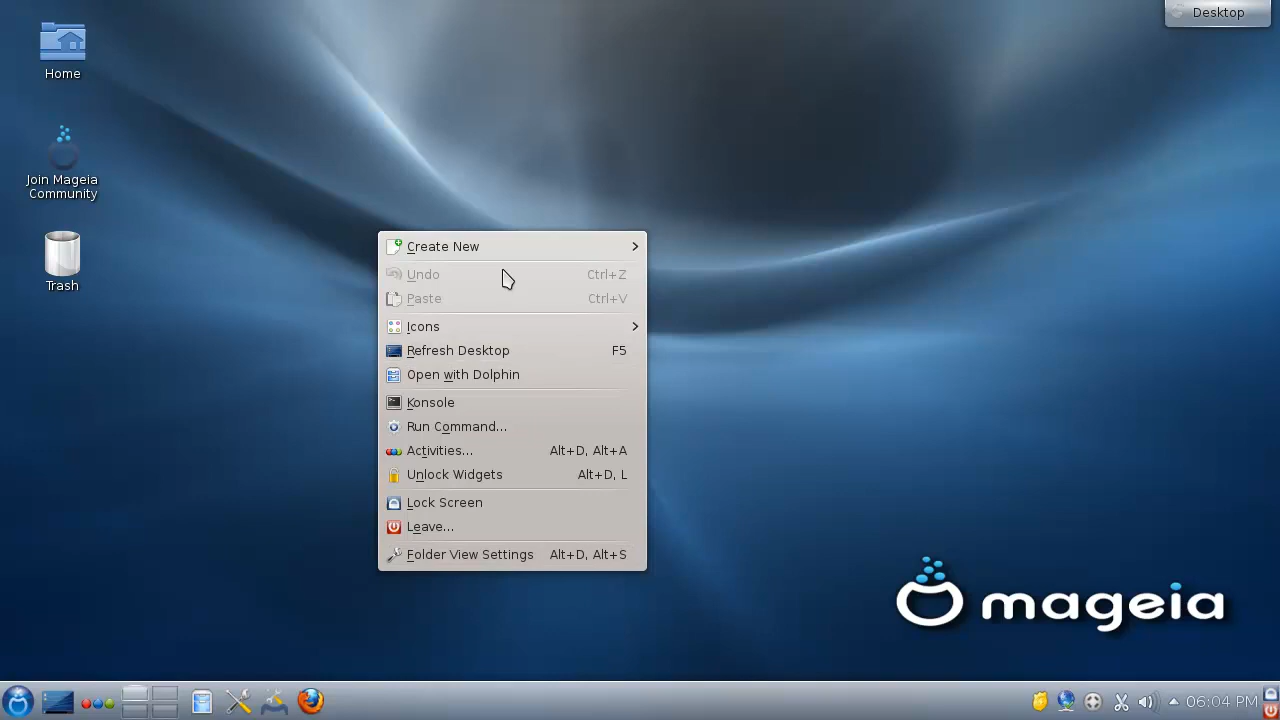 Desktop
Home
Join Mageia
Community
Trash
Create New
Undo Ctrl+Z
Paste Ctrl+V
Icons
Refresh Desktop F5
Open with Dolphin
Konsole
Run Command...
Activities... Alt+D, Alt+A
Unlock Widgets Alt+D, L
Lock Screen
Leave...
Folder View Settings Alt+D, Alt+S
mageia
06:04 PM